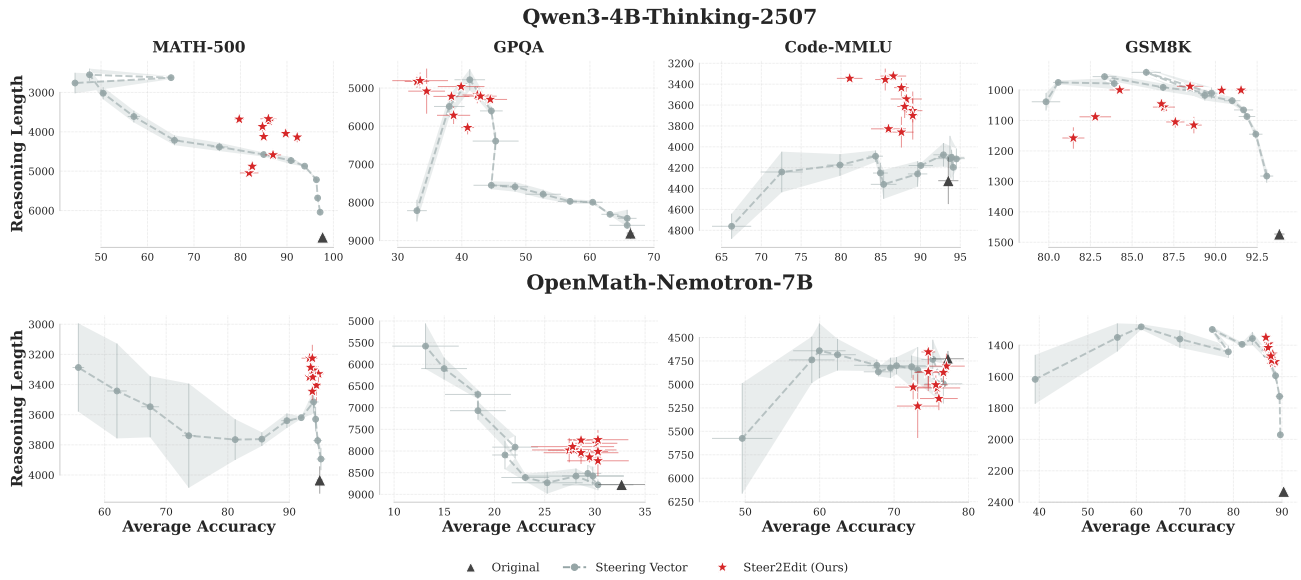 Qwen3-4B-Thinking-2507
MATH-500
GPQA
Code-MMLU
GSM8K
Reasoning Length
3000
4000
5000
6000
50 60 70 80 90 100
5000
6000
7000
8000
9000
30 40 50 60 70
3200
3400
3600
3800
4000
4200
4400
4600
4800
65 70 75 80 85 90 95
1000
1100
1200
1300
1400
1500
80.0 82.5 85.0 87.5 90.0 92.5
OpenMath-Nemotron-7B
Reasoning Length
3000
3200
3400
3600
3800
4000
60 70 80 90
Average Accuracy
5000
6000
7000
8000
9000
10 15 20 25 30 35
Average Accuracy
4500
4750
5000
5250
5500
5750
6000
6250
50 60 70 80
Average Accuracy
1400
1600
1800
2000
2200
2400
40 50 60 70 80 90
Average Accuracy
Original Steering Vector Steer2Edit (Ours)